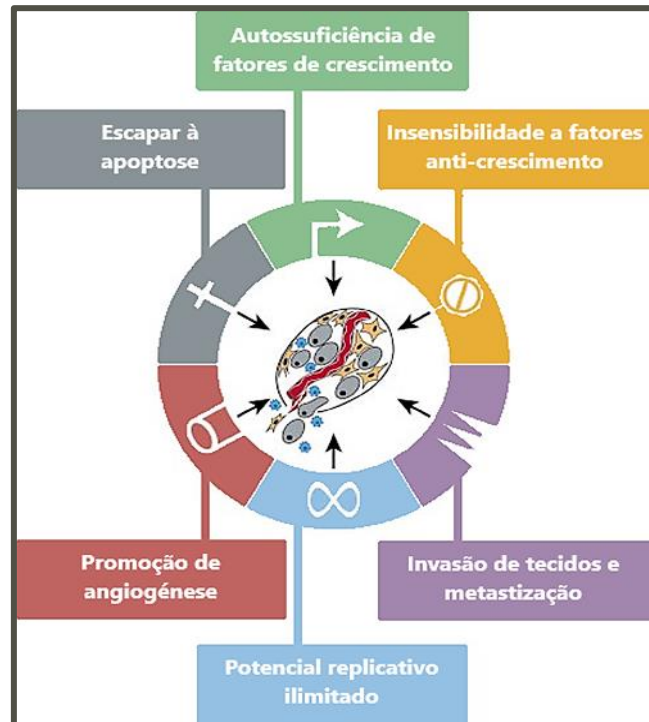 Autossuficiência de
fatores de crescimento
Escapar à
apoptose
Insensibilidade a fatores
anti-crescimento
Promoção de
angiogénese
Invasão de tecidos e
metastização
Potencial replicativo
ilimitado